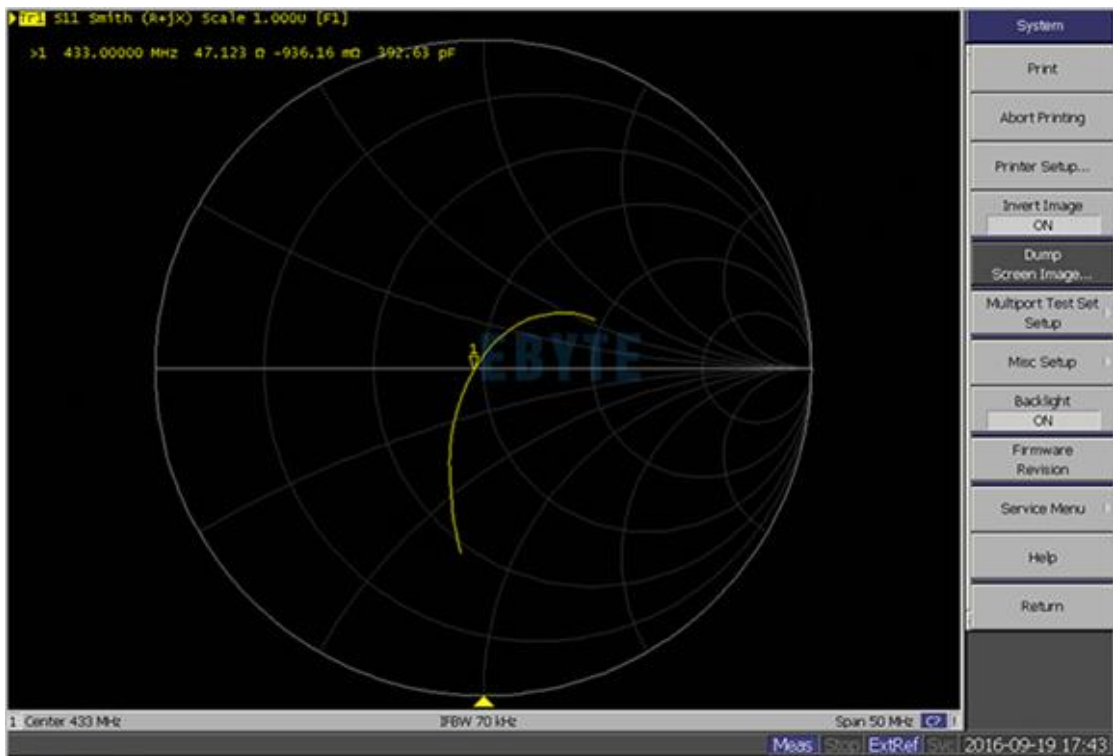 Tr1 S11 Smith (R+jX) Scale 1.000U [F1]
>1 433.00000 MHz 47.123 Ω -936.16 mΩ 392.63 pF
1
EBYTE
System
Print
Abort Printing
Printer Setup...
Invert Image
ON
Dump
Screen Image...
Multiport Test Set
Setup
Misc Setup
Backlight
ON
Firmware
Revision
Service Menu
Help
Return
1 Center 433 MHz IFBW 70 kHz Span 50 MHz C? !
Meas Stop ExtRef Svc 2016-09-19 17:43